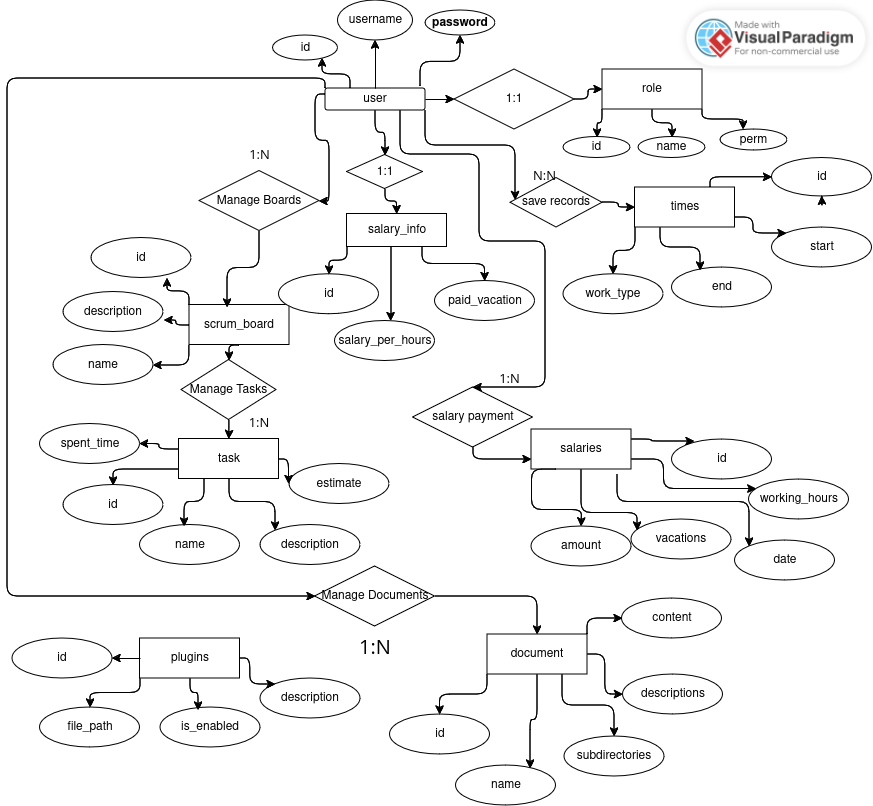 username
password
id
Made with
VisualParadigm
For non-commercial use
user
1:1
role
id
name
perm
1:N
Manage Boards
1:1
N:N
save records
times
id
start
work_type
end
salary_info
id
paid_vacation
salary_per_hours
id
description
name
scrum_board
Manage Tasks
1:N
1:N
salary payment
spent_time
task
id
estimate
name
description
salaries
id
working_hours
amount
vacations
date
Manage Documents
1:N
content
document
descriptions
id
subdirectories
name
id
plugins
description
file_path
is_enabled